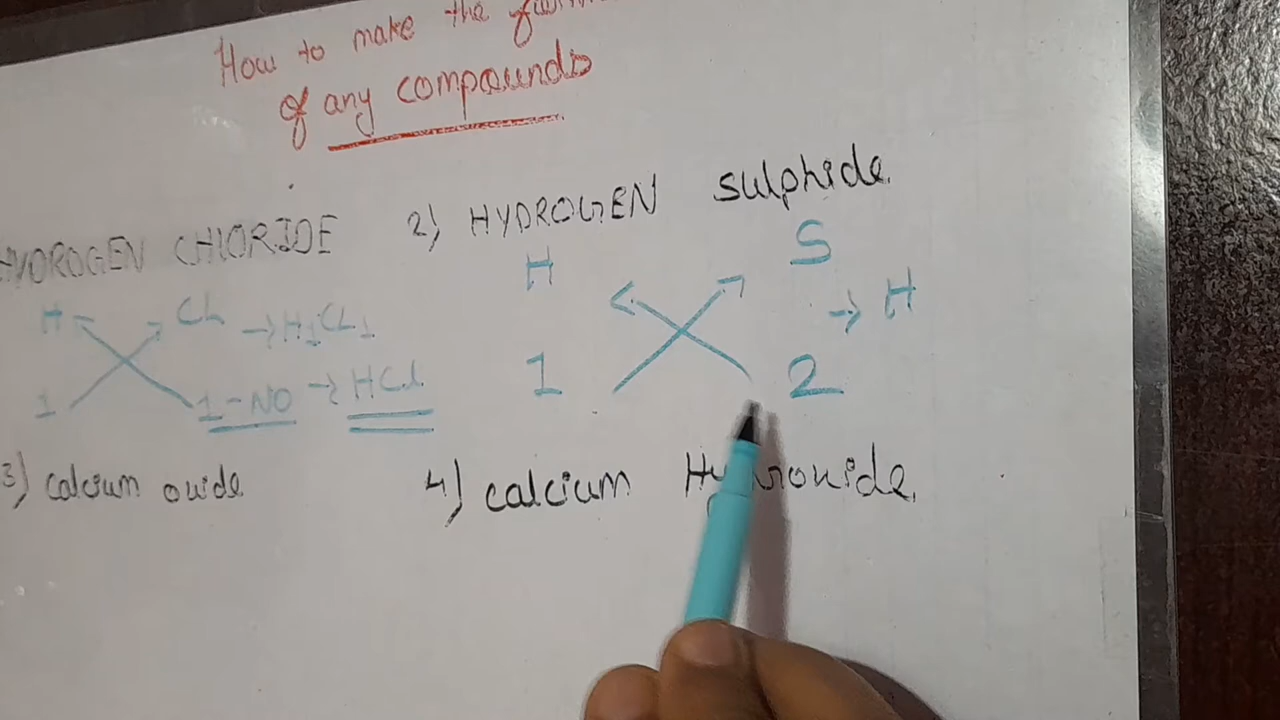 How to make the
of any compounds
HYDROGEN CHlORIDE
H Cl → H1Cl1
1 1-NO → HCl
2) HYDROGEN sulphide.
H S
→ H
1 2
3) calcium oxide
4) calcium Hydroxide.